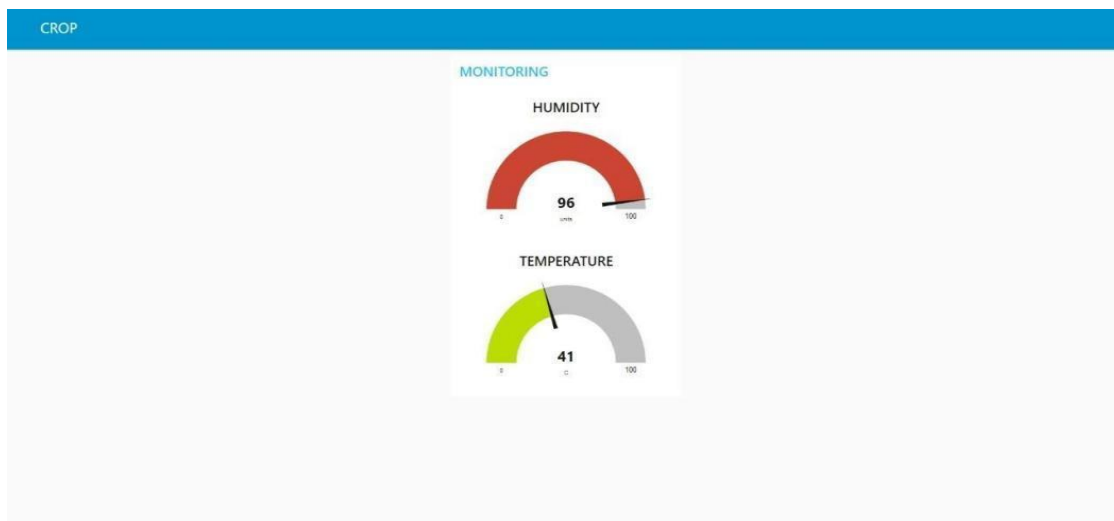 CROP
MONITORING
HUMIDITY
96
units
0 100
TEMPERATURE
41
C
0 100